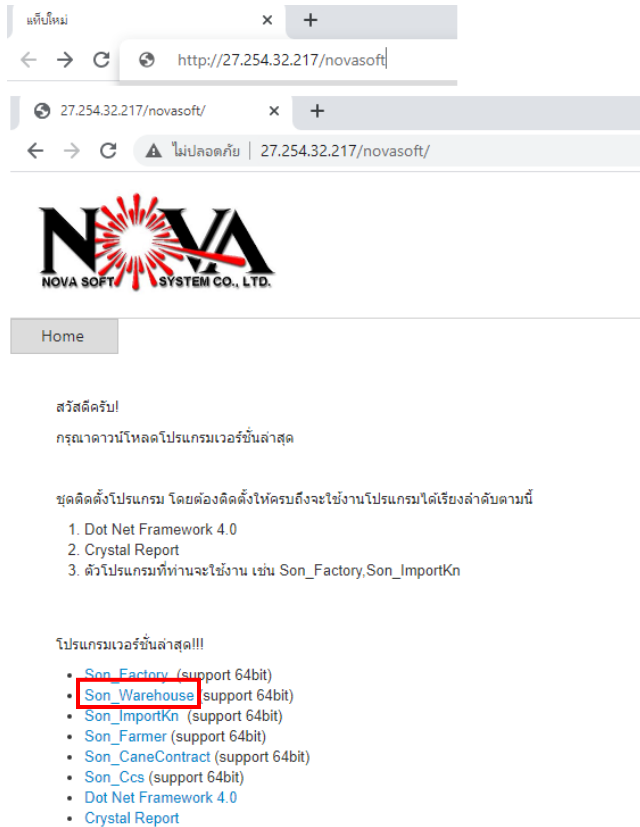 แท็บใหม่
http://27.254.32.217/novasoft
27.254.32.217/novasoft/
ไม่ปลอดภัย | 27.254.32.217/novasoft/
NOVA
NOVA SOFT SYSTEM CO., LTD.
Home
สวัสดีครับ!
กรุณาดาวน์โหลดโปรแกรมเวอร์ชั่นล่าสุด
ชุดติดตั้งโปรแกรม โดยต้องติดตั้งให้ครบถึงจะใช้งานโปรแกรมได้เรียงลำดับตามนี้
1. Dot Net Framework 4.0
2. Crystal Report
3. ตัวโปรแกรมที่ท่านจะใช้งาน เช่น Son_Factory,Son_ImportKn
โปรแกรมเวอร์ชั่นล่าสุด!!!
• Son_Factory (support 64bit)
• Son_Warehouse (support 64bit)
• Son_ImportKn (support 64bit)
• Son_Farmer (support 64bit)
• Son_CaneContract (support 64bit)
• Son_Ccs (support 64bit)
• Dot Net Framework 4.0
• Crystal Report